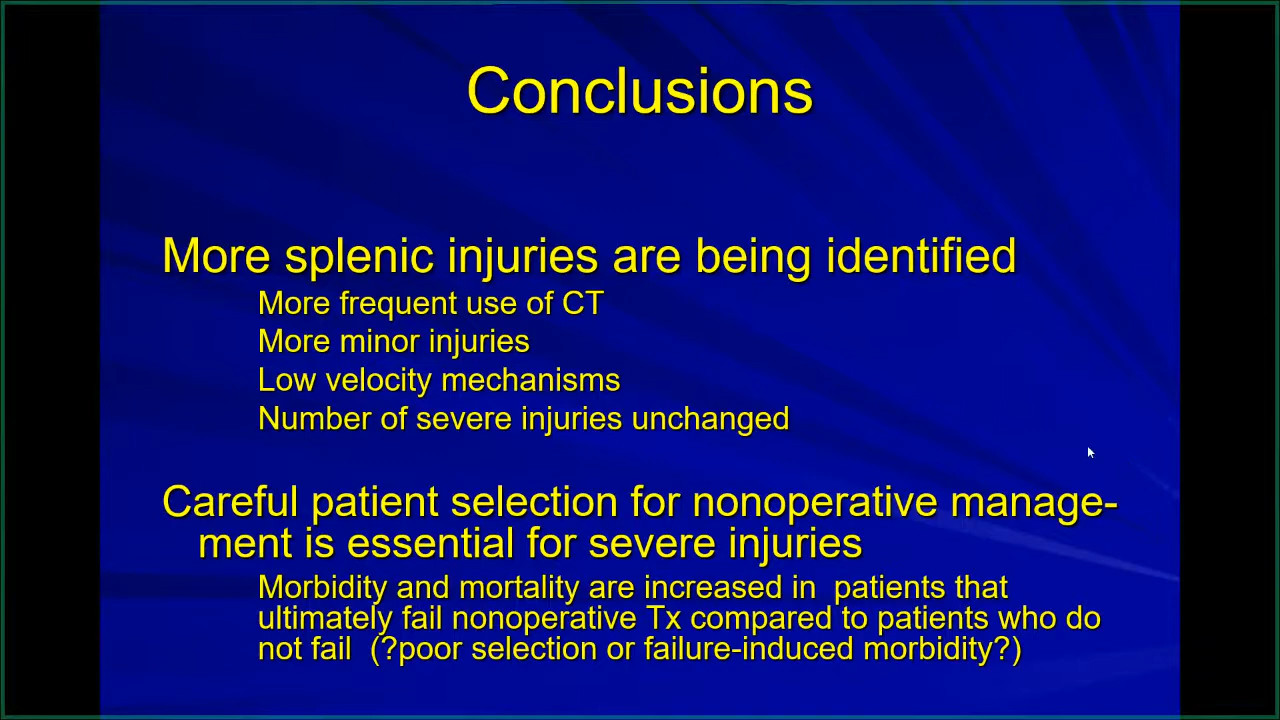 Conclusions
More splenic injuries are being identified
More frequent use of CT
More minor injuries
Low velocity mechanisms
Number of severe injuries unchanged
Careful patient selection for nonoperative manage-
ment is essential for severe injuries
Morbidity and mortality are increased in  patients that
ultimately fail nonoperative Tx compared to patients who do
not fail  (?poor selection or failure-induced morbidity?)